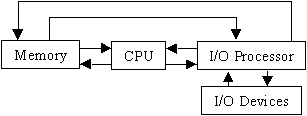 Memory
CPU
I/O Processor
I/O Devices